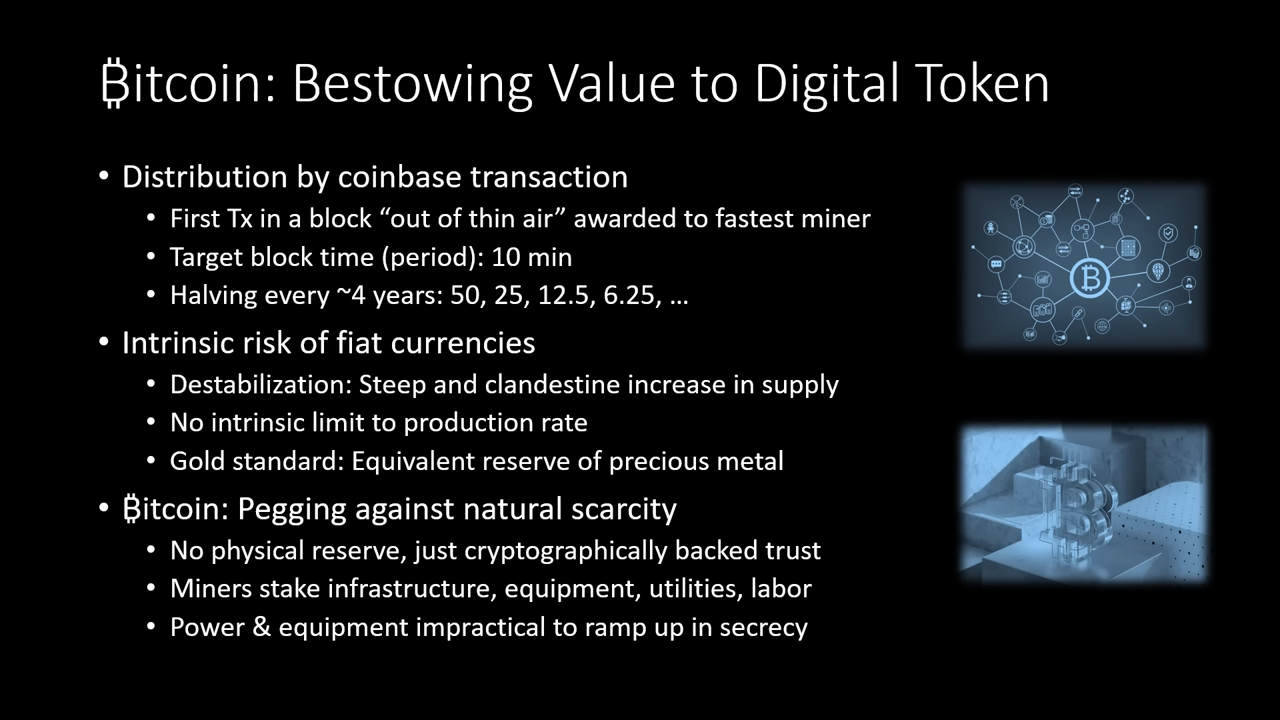 ₿itcoin: Bestowing Value to Digital Token
• Distribution by coinbase transaction
• First Tx in a block “out of thin air” awarded to fastest miner
• Target block time (period): 10 min
• Halving every ~4 years: 50, 25, 12.5, 6.25, …
• Intrinsic risk of fiat currencies
• Destabilization: Steep and clandestine increase in supply
• No intrinsic limit to production rate
• Gold standard: Equivalent reserve of precious metal
• ₿itcoin: Pegging against natural scarcity
• No physical reserve, just cryptographically backed trust
• Miners stake infrastructure, equipment, utilities, labor
• Power & equipment impractical to ramp up in secrecy